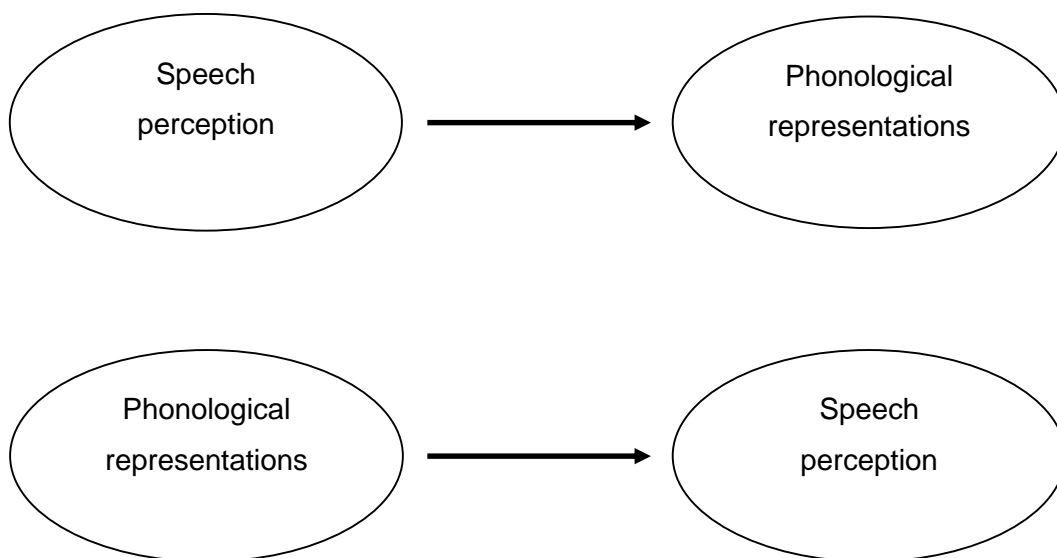 Speech
perception
Phonological
representations
Phonological
representations
Speech
perception